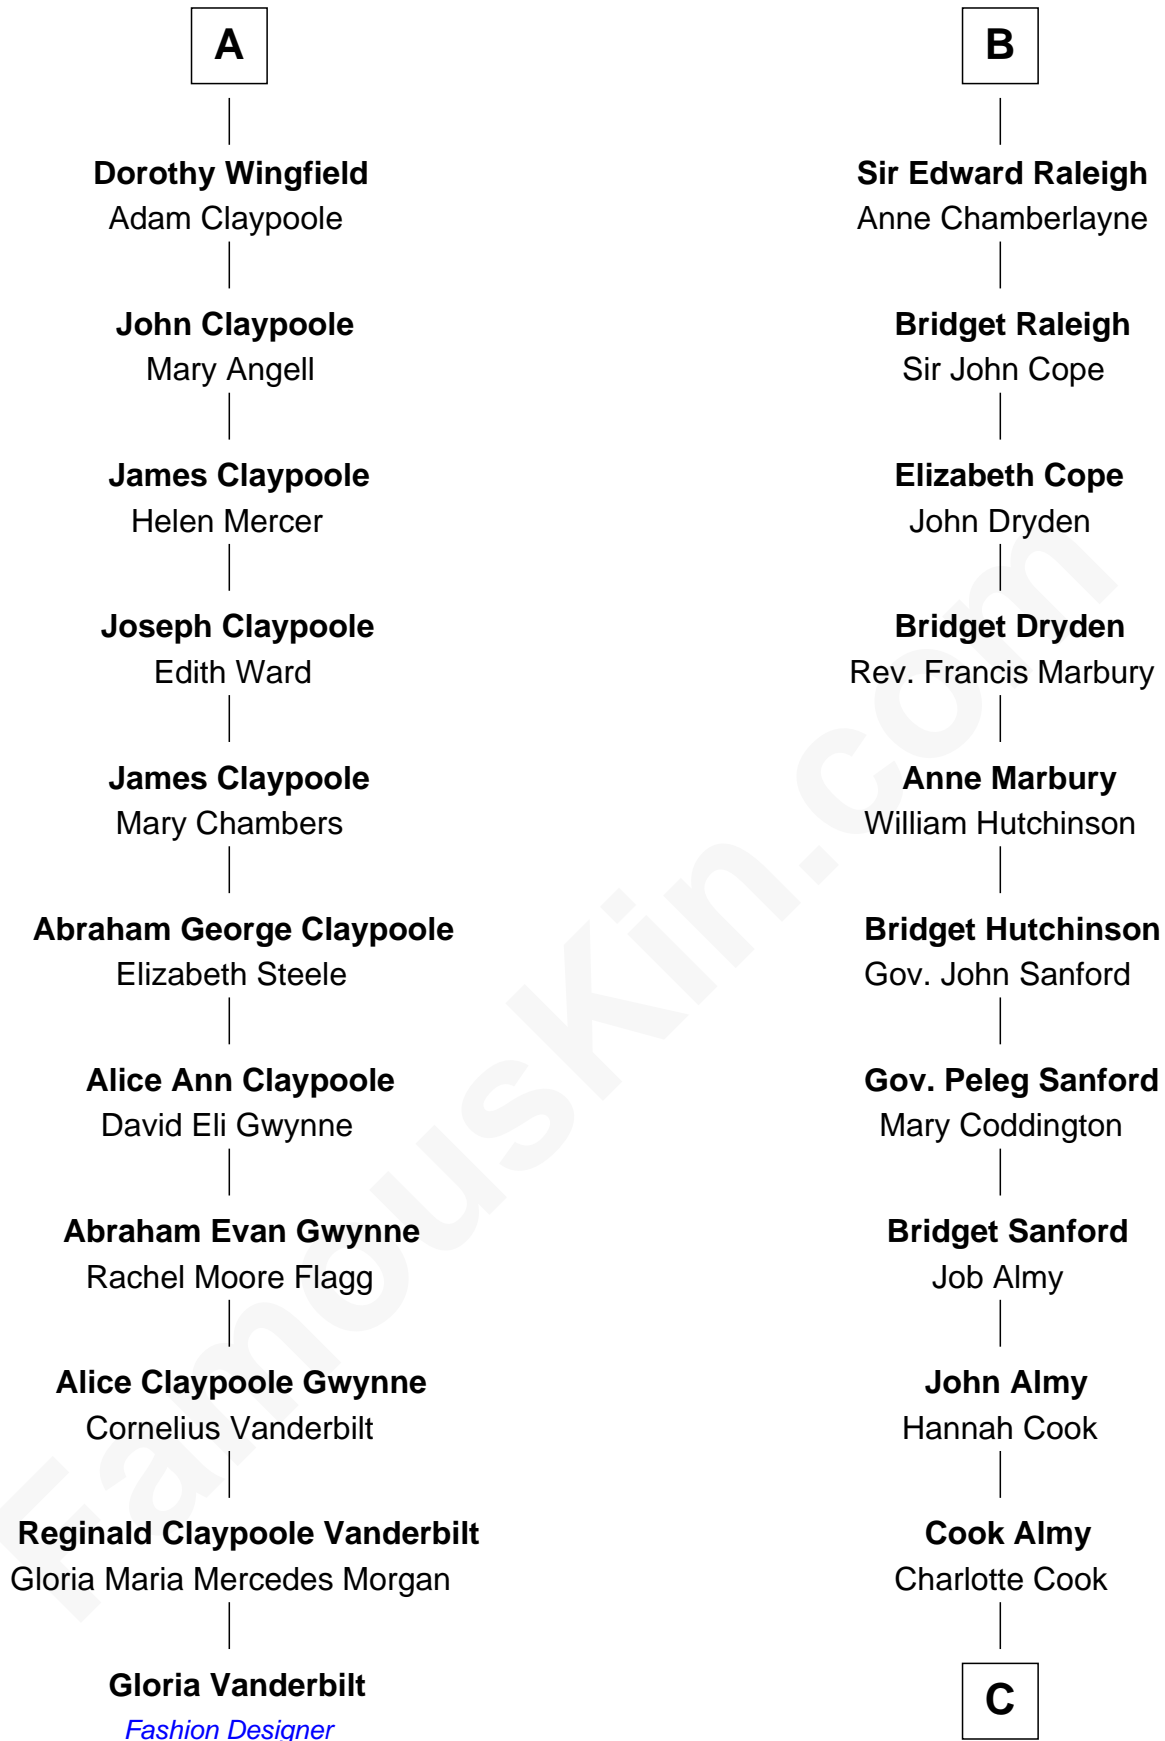 A
Dorothy Wingfield
Adam Claypoole
John Claypoole
Mary Angell
James Claypoole
Helen Mercer
Joseph Claypoole
Edith Ward
James Claypoole
Mary Chambers
Abraham George Claypoole
Elizabeth Steele
Alice Ann Claypoole
David Eli Gwynne
Abraham Evan Gwynne
Rachel Moore Flagg
Alice Claypoole Gwynne
Cornelius Vanderbilt
Reginald Claypoole Vanderbilt
Gloria Maria Mercedes Morgan
Gloria Vanderbilt
Fashion Designer
B
Sir Edward Raleigh
Anne Chamberlayne
Bridget Raleigh
Sir John Cope
Elizabeth Cope
John Dryden
Bridget Dryden
Rev. Francis Marbury
Anne Marbury
William Hutchinson
Bridget Hutchinson
Gov. John Sanford
Gov. Peleg Sanford
Mary Coddington
Bridget Sanford
Job Almy
John Almy
Hannah Cook
Cook Almy
Charlotte Cook
C
FamousKin.com